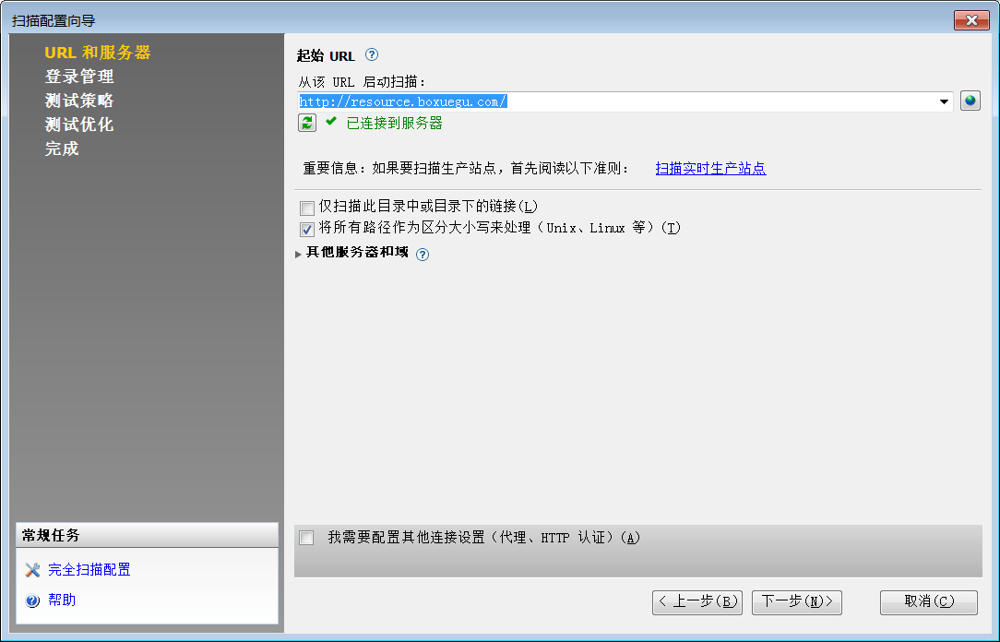 扫描配置向导
URL 和服务器
登录管理
测试策略
测试优化
完成
起始 URL ?
从该 URL 启动扫描：
http://resource.boxuegu.com/
已连接到服务器
重要信息：如果要扫描生产站点，首先阅读以下准则： 扫描实时生产站点
仅扫描此目录中或目录下的链接(L)
将所有路径作为区分大小写来处理（Unix、Linux 等）(T)
其他服务器和域 ?
常规任务
完全扫描配置
? 帮助
我需要配置其他连接设置（代理、HTTP 认证）(A)
< 上一步(B)
下一步(N)>
取消(C)